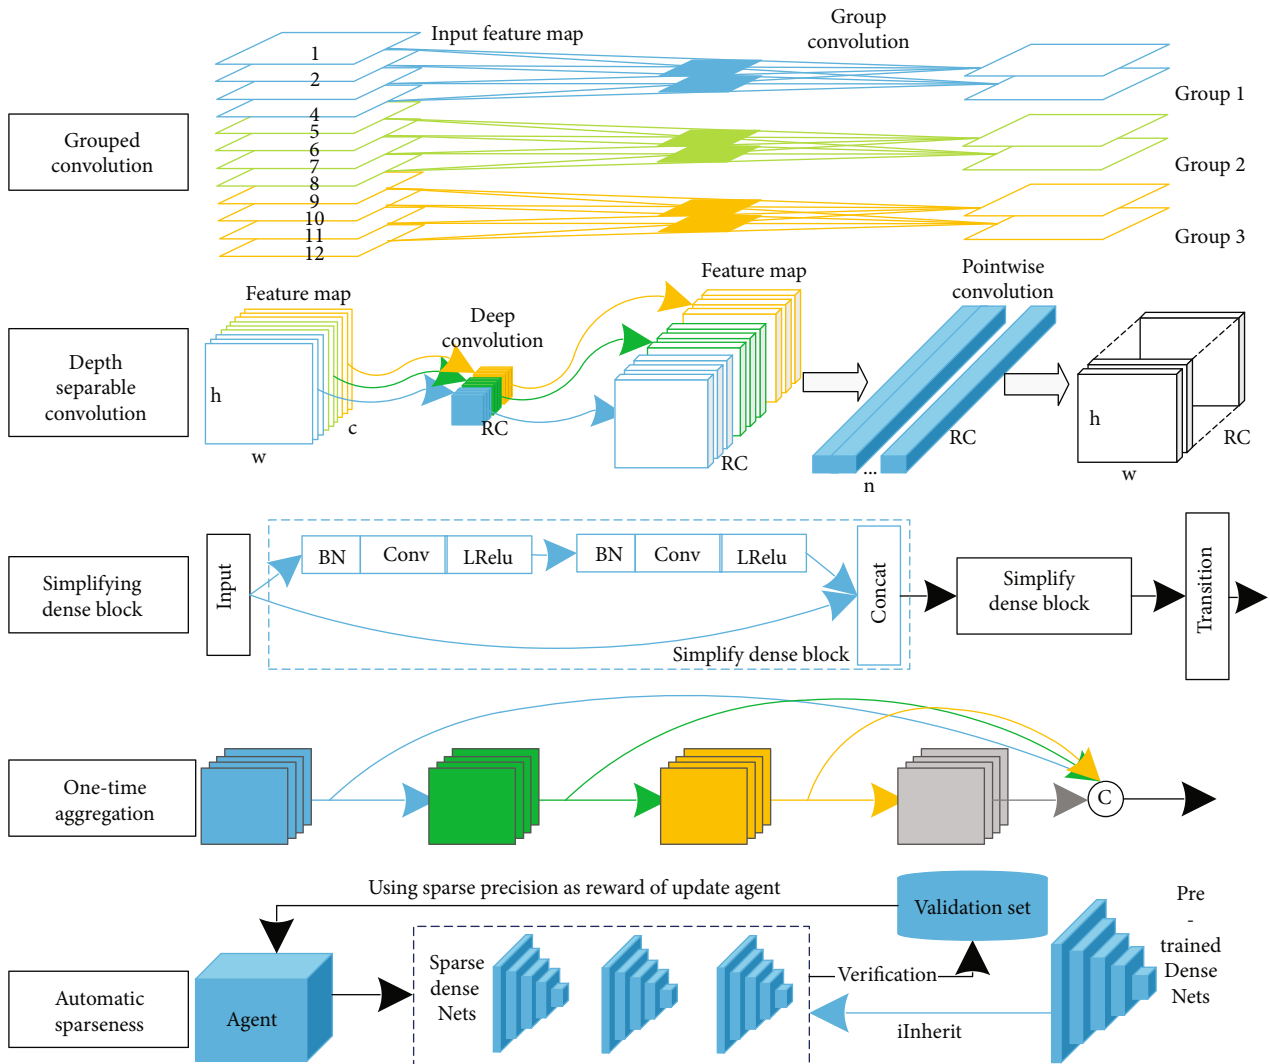 Input feature map
Group
convolution
1
2
4
5
6
7
8
9
10
11
12
Group 1
Group 2
Group 3
Grouped
convolution
Feature map
Deep
convolution
Feature map
Pointwise
convolution
Depth
separable
convolution
h
w
c
RC
RC
...
n
RC
h
w
RC
Simplifying
dense block
Input
BN
Conv
LRelu
BN
Conv
LRelu
Concat
Simplify dense block
Simplify
dense block
Transition
One-time
aggregation
C
Using sparse precision as reward of update agent
Validation set
Pre
-
trained
Dense
Nets
Automatic
sparseness
Agent
Sparse
dense
Nets
Verification
iInherit